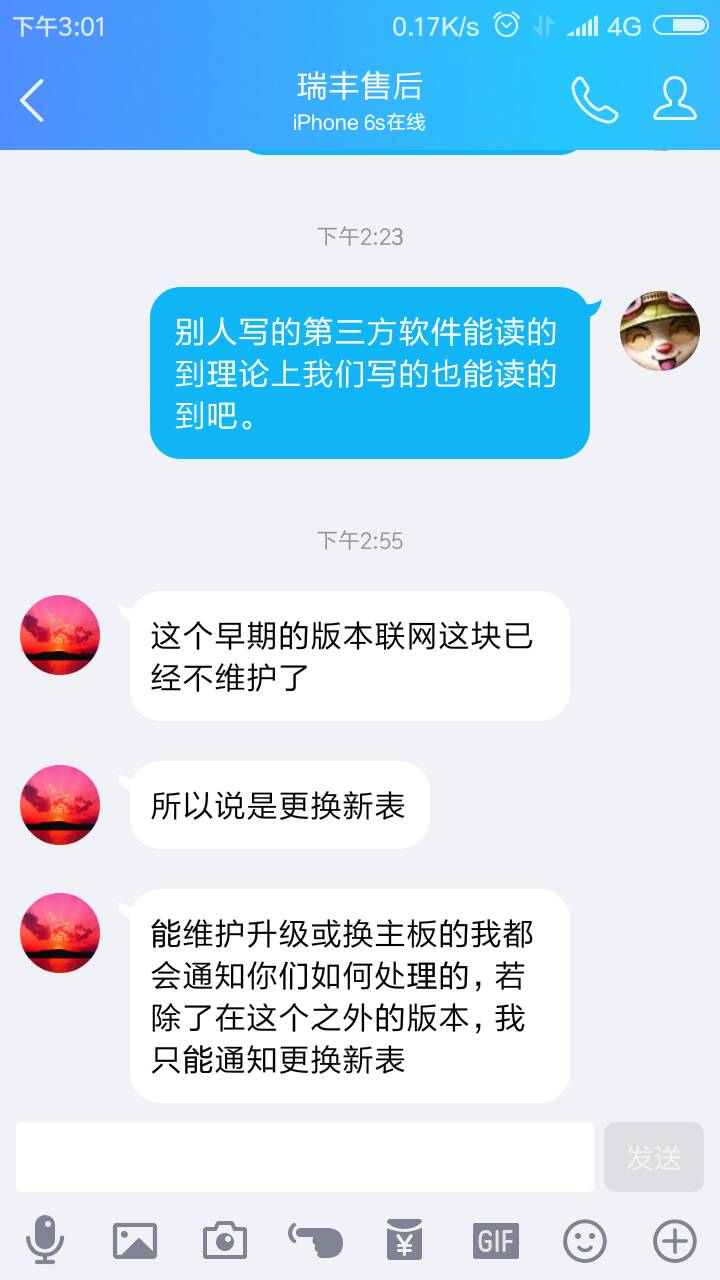 下午3:01 0.17K/s 4G
瑞丰售后
iPhone 6s在线
下午2:23
别人写的第三方软件能读的
到理论上我们写的也能读的
到吧。
下午2:55
这个早期的版本联网这块已
经不维护了
所以说是更换新表
能维护升级或换主板的我都
会通知你们如何处理的，若
除了在这个之外的版本，我
只能通知更换新表
发送
¥ GIF